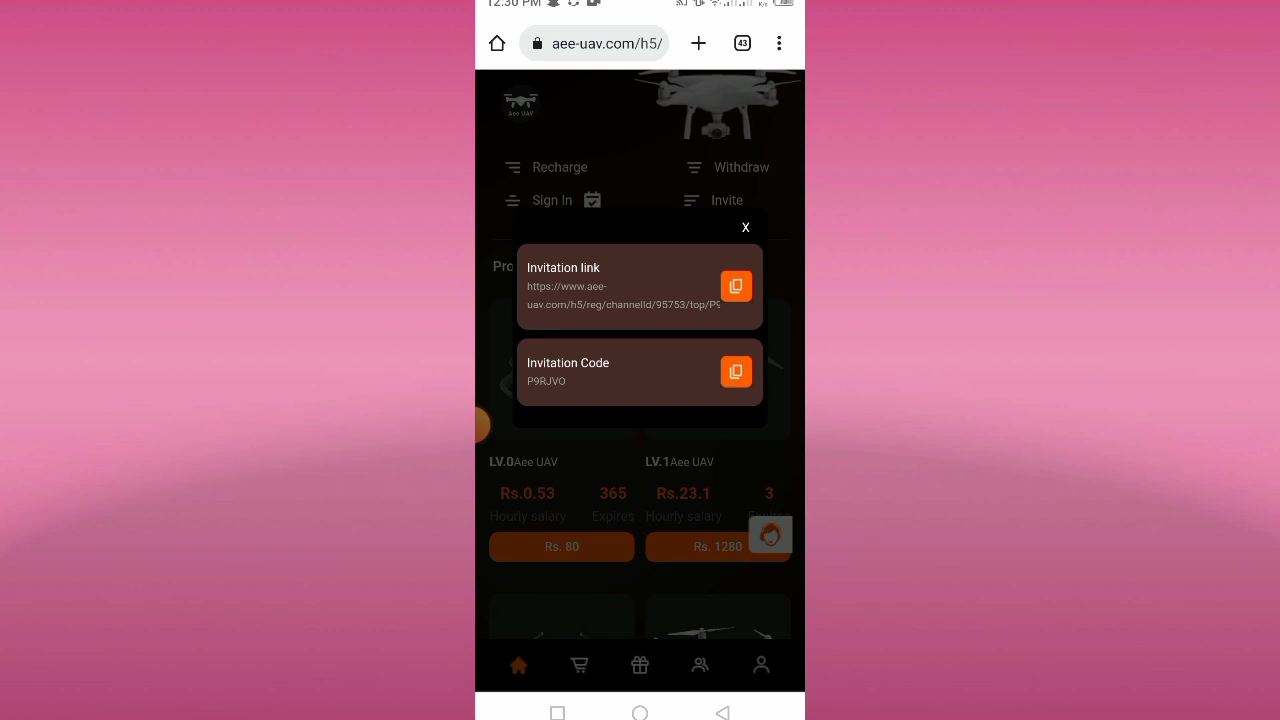 12:30 PM
K/s
aee-uav.com/h5/
43
Aee UAV
Recharge
Withdraw
Sign In
Invite
X
Pro
Invitation link
https://www.aee-
uav.com/h5/reg/channelId/95753/top/P9
Invitation Code
P9RJVO
LV.0Aee UAV
LV.1Aee UAV
Rs.0.53
365
Rs.23.1
3
Hourly salary
Expires
Hourly salary
Expires
Rs. 80
Rs. 1280